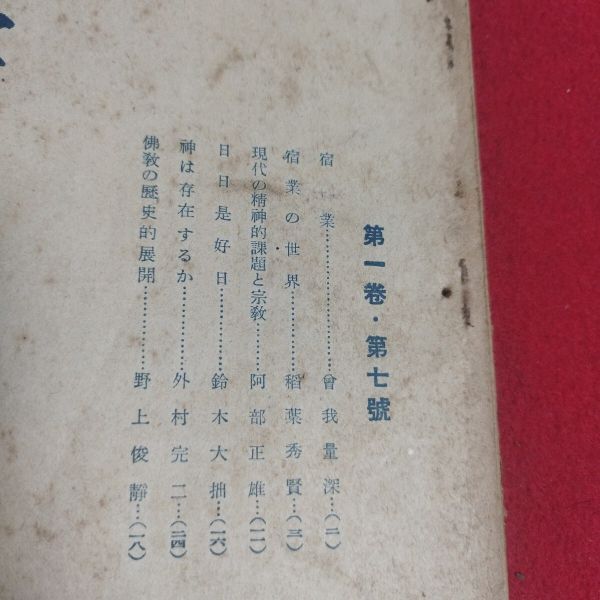 第一卷・第七號
宿業……………………曾我量深…(二)
宿業の世界……………稻葉秀賢…(三)
現代の精神的課題と宗敎………阿部正雄…(一一)
日日是好日……………鈴木大拙…(一六)
神は存在するか…………外村完二…(二四)
佛敎の歷史的展開……………野上俊靜…(一八)